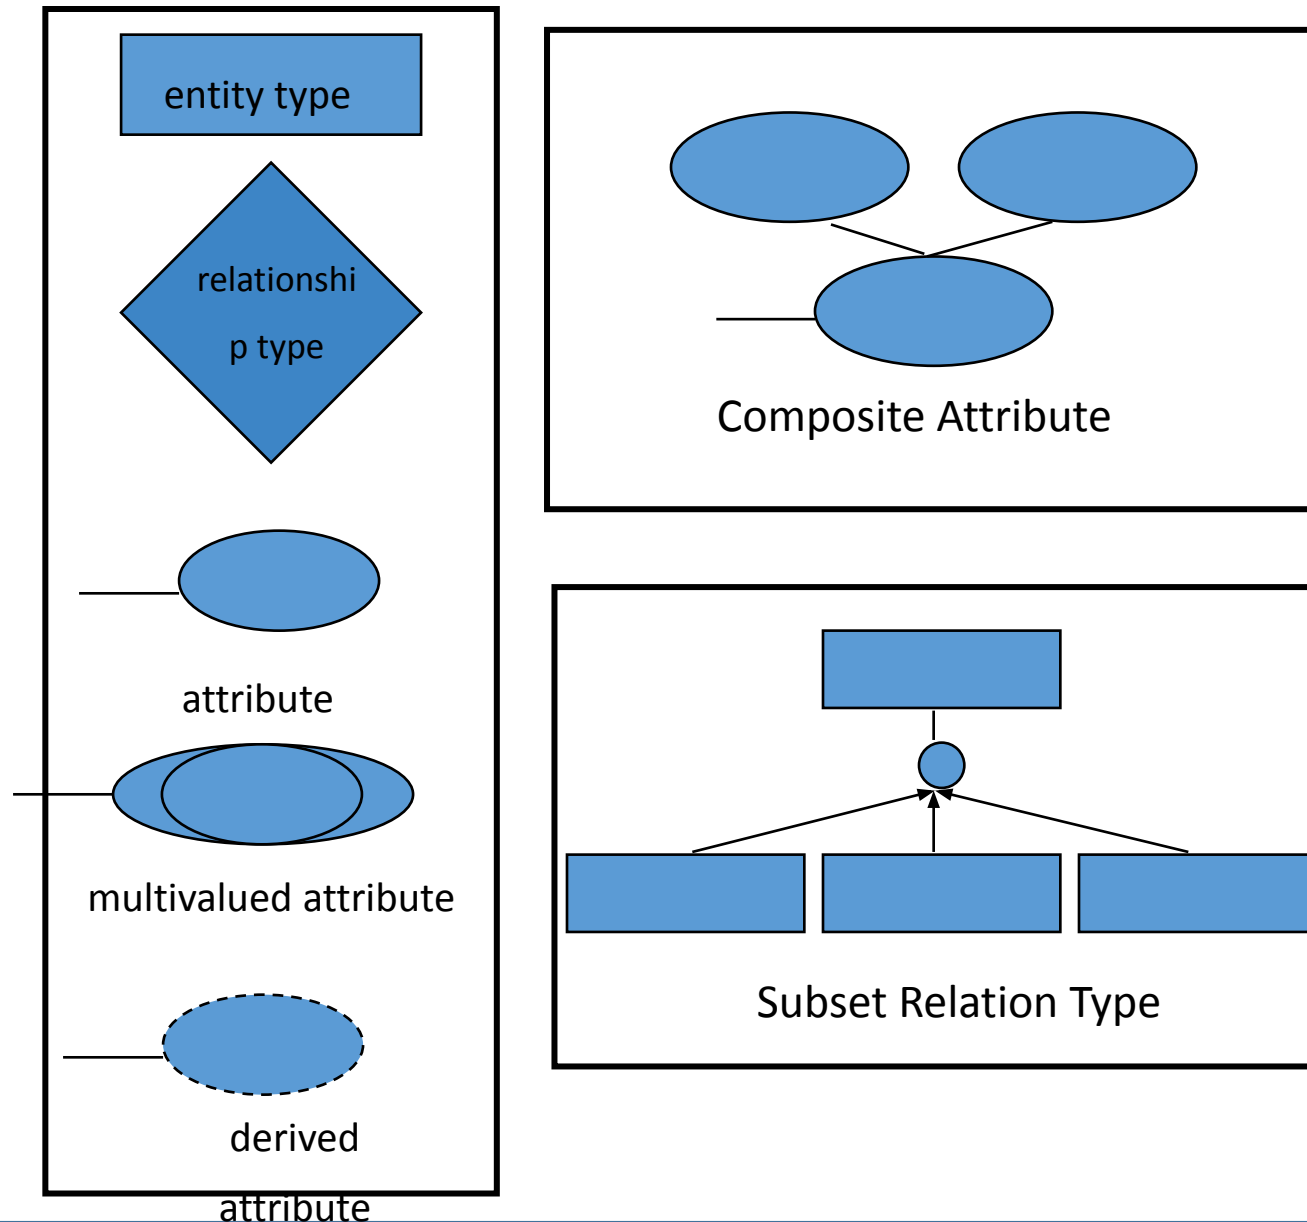 entity type
relationshi
p type
attribute
multivalued attribute
derived
attribute
Composite Attribute
Subset Relation Type